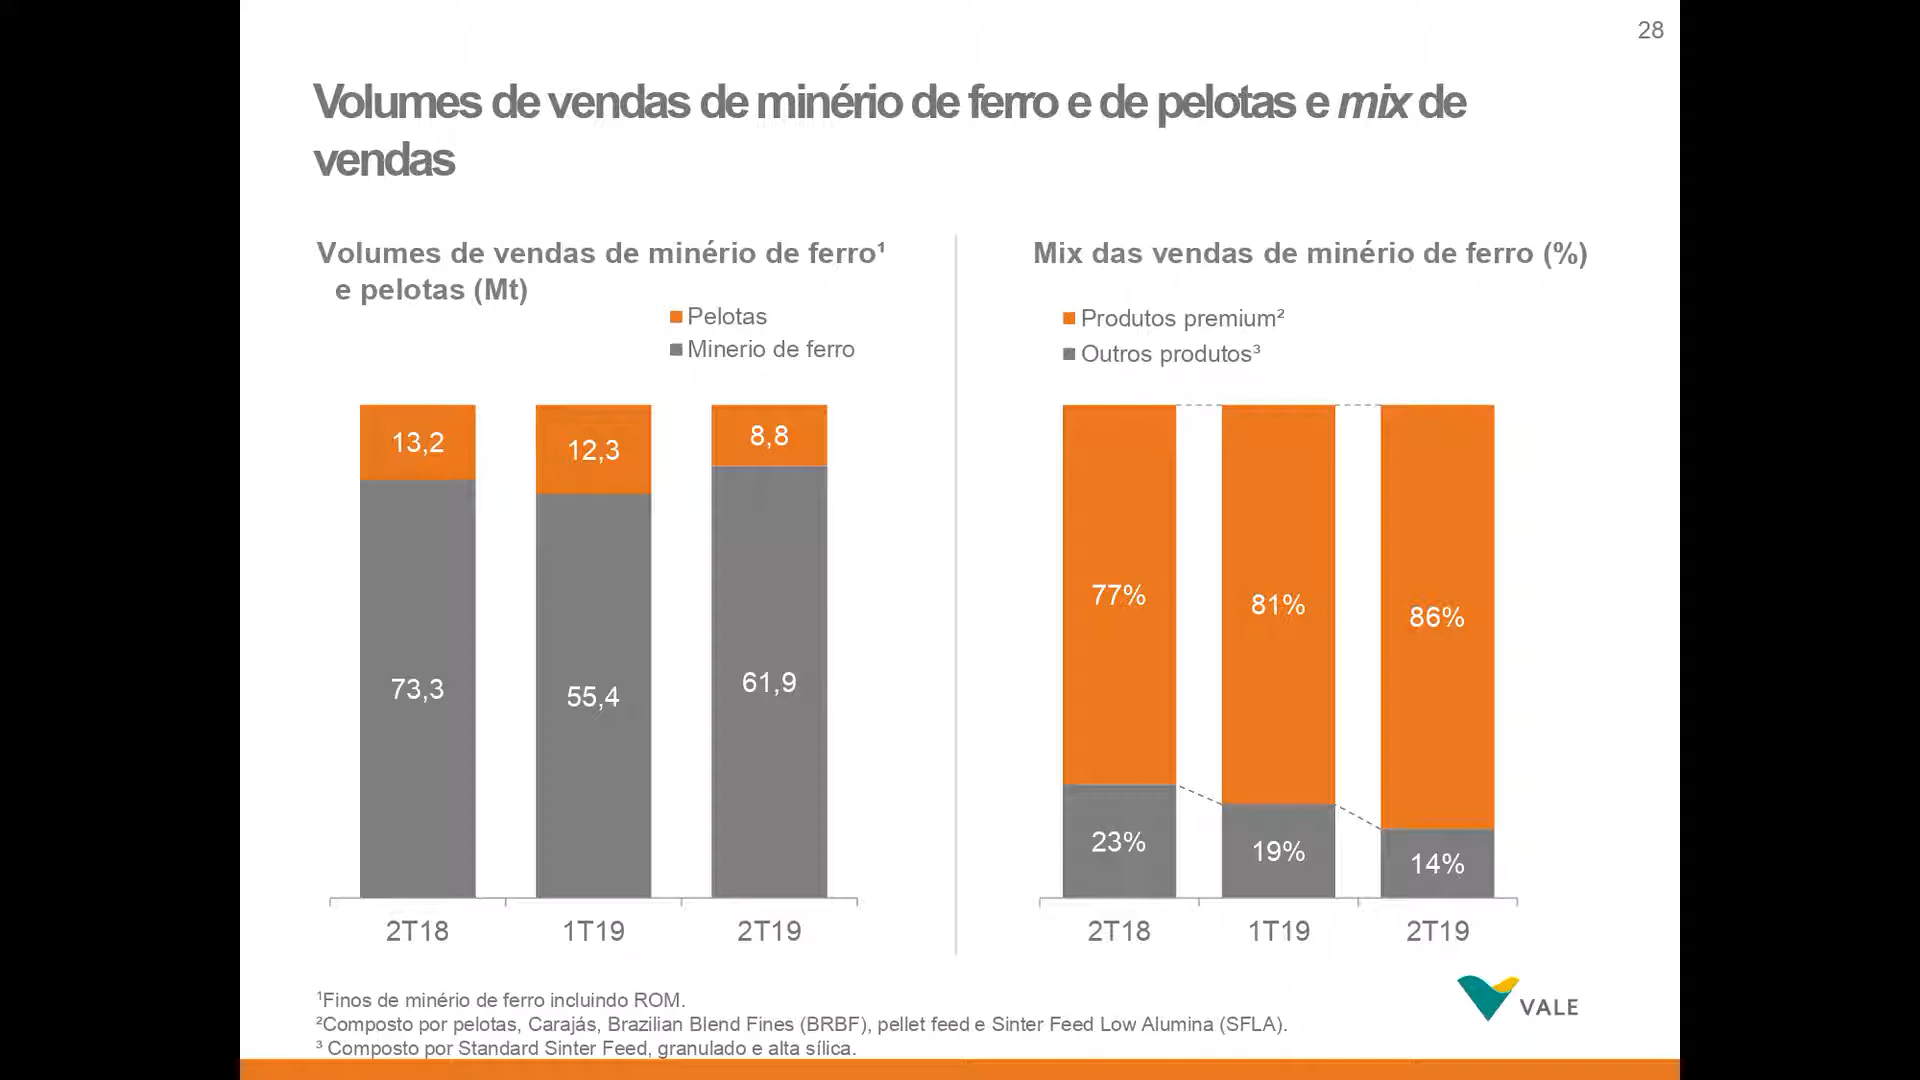 28
Volumes de vendas de minério de ferro e de pelotas e mix de
vendas
Volumes de vendas de minério de ferro¹
e pelotas (Mt)
Pelotas
Minerio de ferro
13,2
12,3
8,8
73,3
55,4
61,9
2T18
1T19
2T19
Mix das vendas de minério de ferro (%)
Produtos premium²
Outros produtos³
77%
81%
86%
23%
19%
14%
2T18
1T19
2T19
¹Finos de minério de ferro incluindo ROM.
²Composto por pelotas, Carajás, Brazilian Blend Fines (BRBF), pellet feed e Sinter Feed Low Alumina (SFLA).
³ Composto por Standard Sinter Feed, granulado e alta sílica.
VALE